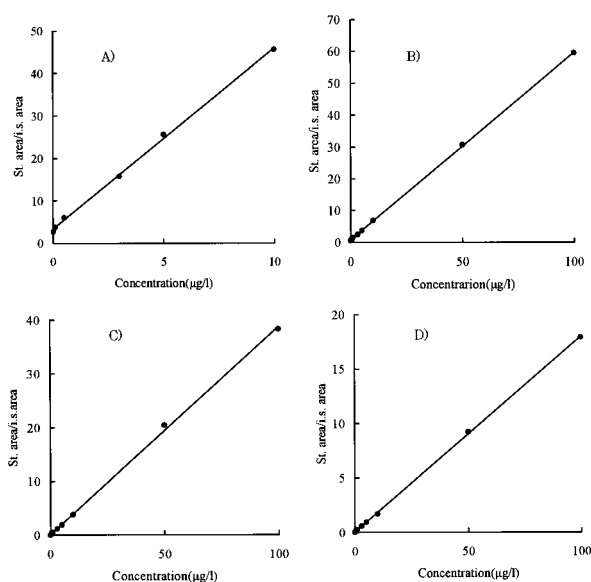 A)
St. area/i.s. area
50
40
30
20
10
0
0 5 10
Concentration(μg/l)
B)
St. area/i.s. area
70
60
50
40
30
20
10
0
0 50 100
Concentrarion(μg/l)
C)
St. area/i.s.area
40
30
20
10
0
0 50 100
Concentration(μg/l)
D)
St. area/i.s. area
20
15
10
5
0
0 50 100
Concentration(μg/l)